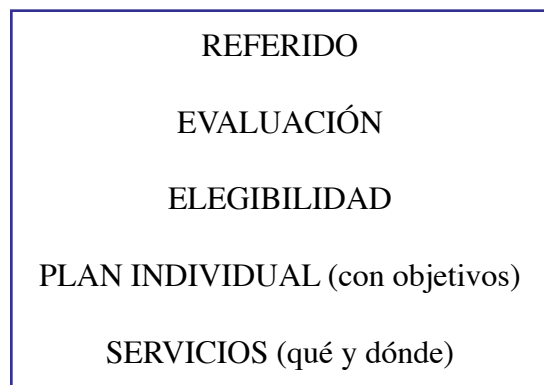 REFERIDO
EVALUACIÓN
ELEGIBILIDAD
PLAN INDIVIDUAL (con objetivos)
SERVICIOS (qué y dónde)